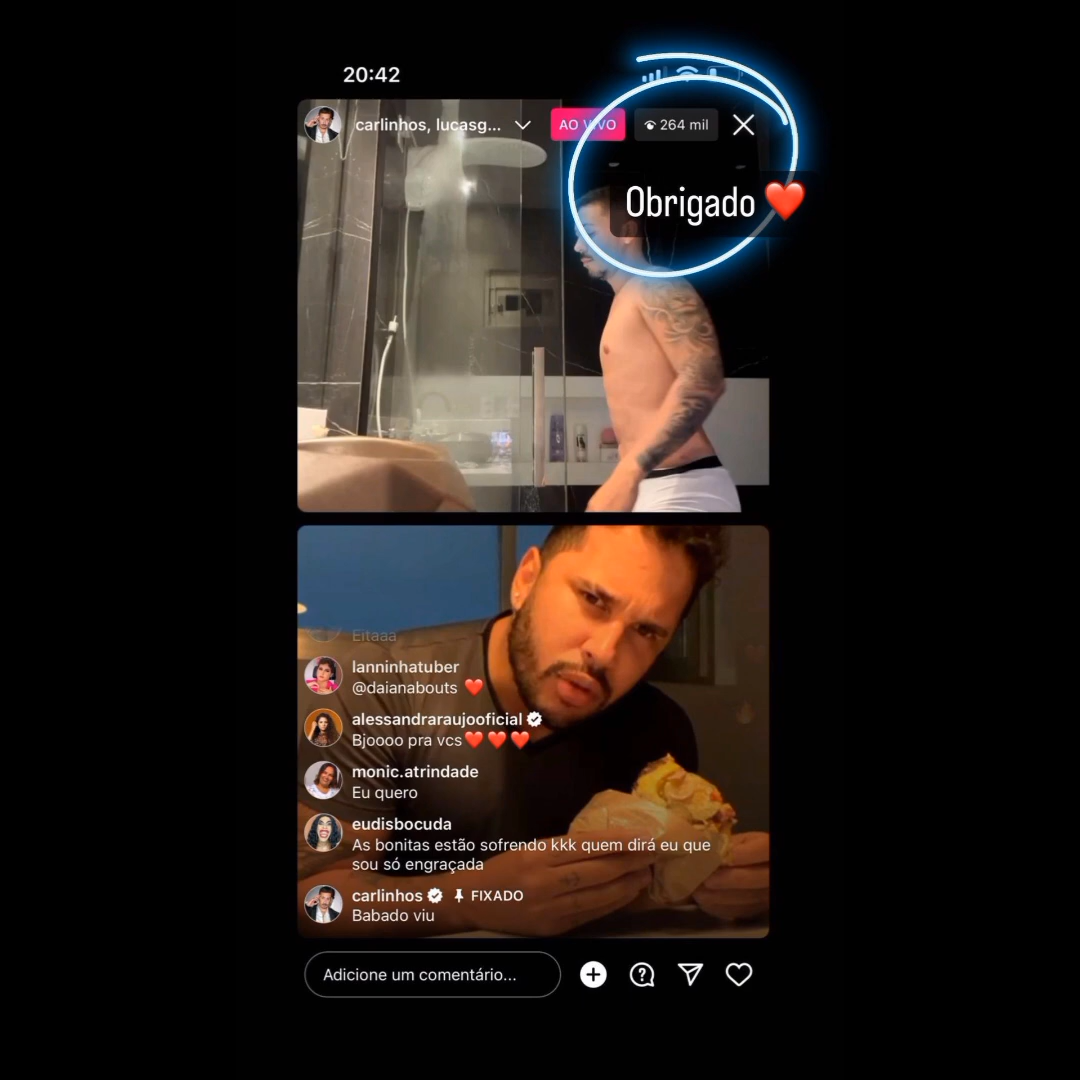 20:42
carlinhos, lucasg...
AO VIVO
264 mil
Obrigado ❤️
Eitaaa
lanninhatuber
@daianabouts ❤️
alessandraraujooficial
Bjoooo pra vcs❤️❤️❤️
monic.atrindade
Eu quero
eudisbocuda
As bonitas estão sofrendo kkk quem dirá eu que
sou só engraçada
carlinhos FIXADO
Babado viu
Adicione um comentário...